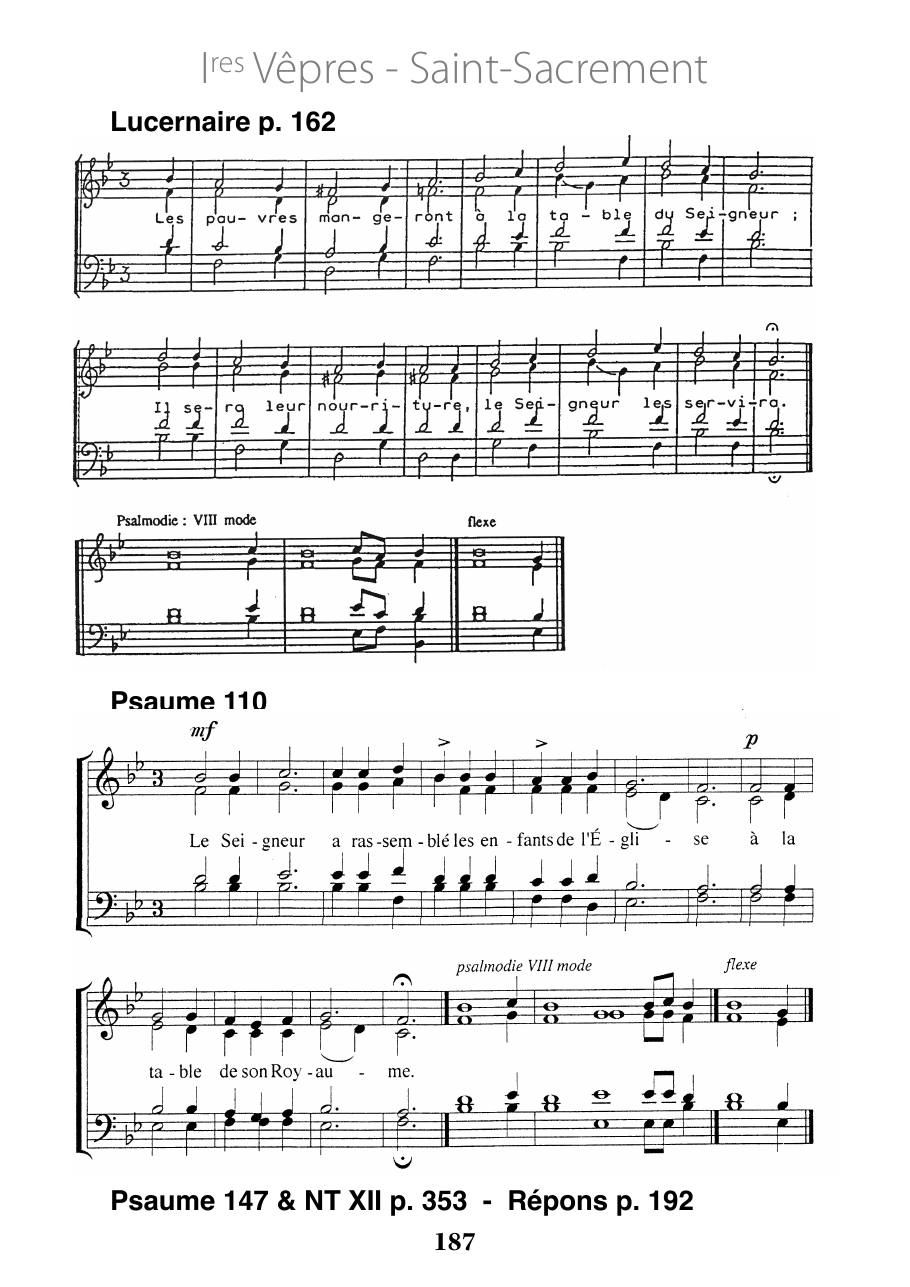 Ires Vêpres - Saint-Sacrement
Lucernaire p. 162
Les pau-vres man-ge-ront à la ta-ble du Sei-gneur ;
Il se-ra leur nour-ri-tu-re, le Sei-gneur les ser-vi-ra.
Psalmodie : VIII mode flexe
Psaume 110
mf p
Le Sei-gneur a ras-sem-blé les en-fants de l'É-gli-se à la
psalmodie VIII mode flexe
ta-ble de son Roy-au-me.
Psaume 147 & NT XII p. 353 - Répons p. 192
187